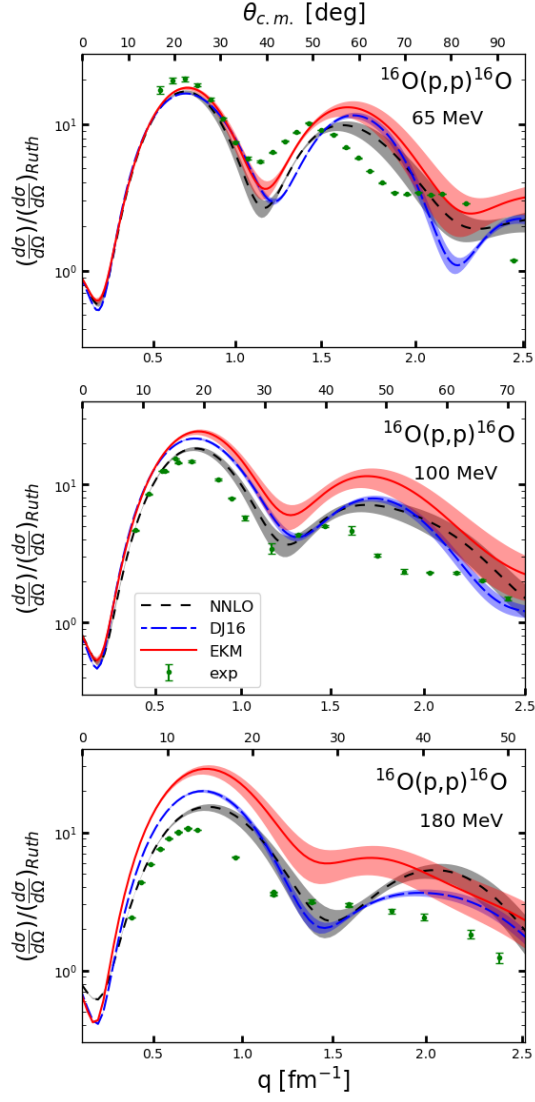 θc.m. [deg]
0 10 20 30 40 50 60 70 80 90
¹⁶O(p,p)¹⁶O
65 MeV
(dσ/dΩ)/(dσ/dΩ)Ruth
10¹
10⁰
0.5 1.0 1.5 2.0 2.5
0 10 20 30 40 50 60 70
¹⁶O(p,p)¹⁶O
100 MeV
(dσ/dΩ)/(dσ/dΩ)Ruth
10¹
10⁰
NNLO
DJ16
EKM
exp
0.5 1.0 1.5 2.0 2.5
0 10 20 30 40 50
¹⁶O(p,p)¹⁶O
180 MeV
(dσ/dΩ)/(dσ/dΩ)Ruth
10¹
10⁰
0.5 1.0 1.5 2.0 2.5
q [fm⁻¹]